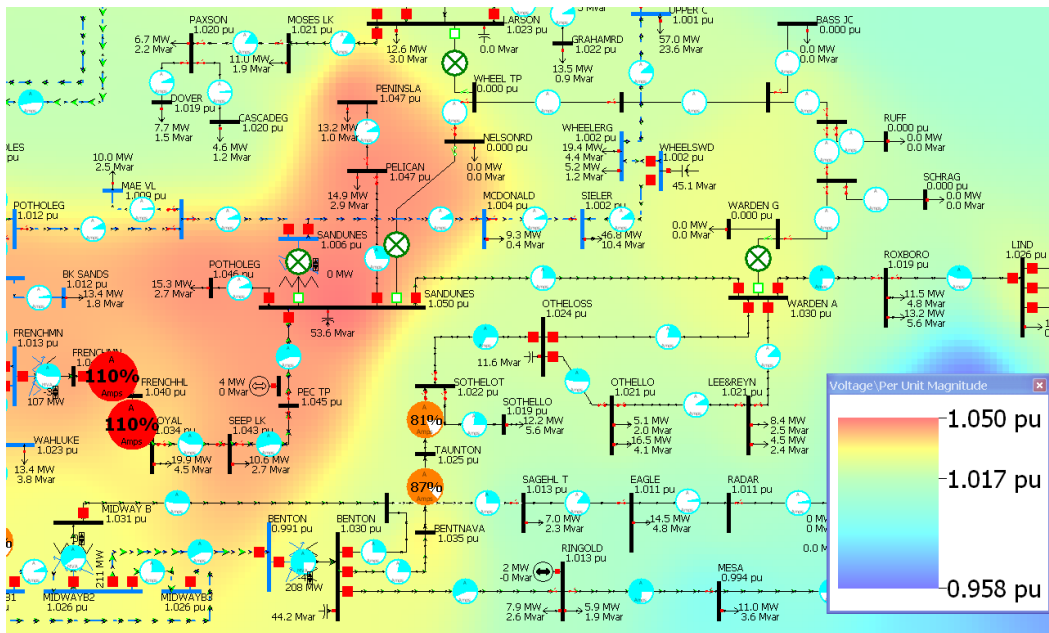 PAXSON
1.020 pu
6.7 MW
2.2 Mvar
MOSES LK
1.021 pu
11.0 MW
1.9 Mvar
LARSON
1.023 pu
12.6 MW
3.0 Mvar
0.0 Mvar
GRAHAMRD
1.022 pu
13.5 MW
0.9 Mvar
UPPER C
1.001 pu
57.0 MW
23.6 Mvar
BASS JC
0.000 pu
0.0 MW
0.0 Mvar
DOVER
1.019 pu
7.7 MW
1.5 Mvar
CASCADEG
1.020 pu
4.6 MW
1.2 Mvar
PENINSLA
1.047 pu
13.2 MW
1.0 Mvar
WHEEL TP
0.000 pu
NELSONRD
0.000 pu
0.0 MW
0.0 Mvar
WHEELERG
1.002 pu
19.4 MW
4.4 Mvar
5.2 MW
1.2 Mvar
WHEELSWD
1.002 pu
45.1 Mvar
RUFF
0.000 pu
0.0 MW
0.0 Mvar
SCHRAG
0.000 pu
0.0 MW
0.0 Mvar
OLES
pu
10.0 MW
2.5 Mvar
MAE VL
1.009 pu
PELICAN
1.047 pu
14.9 MW
2.9 Mvar
MCDONALD
1.004 pu
9.3 MW
0.4 Mvar
SIELER
1.002 pu
46.8 MW
10.4 Mvar
WARDEN G
0.000 pu
0.0 MW
0.0 Mvar
POTHOLEG
1.012 pu
SANDUNES
1.006 pu
0 MW
POTHOLEG
1.046 pu
15.3 MW
2.7 Mvar
BK SANDS
1.012 pu
13.4 MW
1.8 Mvar
SANDUNES
1.050 pu
53.6 Mvar
WARDEN A
1.030 pu
ROXBORO
1.019 pu
11.5 MW
4.8 Mvar
13.2 MW
5.6 Mvar
LIND
1.026 pu
OTHELOSS
1.024 pu
11.6 Mvar
FRENCHMN
1.013 pu
107 MW
FRENCHMN
110%
Amps
FRENCHHL
1.040 pu
110%
Amps
ROYAL
1.034 pu
19.9 MW
4.5 Mvar
SEEP LK
1.043 pu
10.6 MW
2.7 Mvar
4 MW
0 Mvar
PEC TP
1.045 pu
SOTHELOT
1.022 pu
81%
Amps
SOTHELLO
1.019 pu
12.2 MW
5.6 Mvar
OTHELLO
1.021 pu
5.1 MW
2.0 Mvar
16.5 MW
4.1 Mvar
LEE&REYN
1.021 pu
8.4 MW
2.5 Mvar
4.5 MW
2.4 Mvar
WAHLUKE
1.023 pu
13.4 MW
3.8 Mvar
TAUNTON
1.025 pu
87%
Amps
BENTNAVA
1.035 pu
MIDWAY B
1.031 pu
211 MW
MIDWAYB2
1.026 pu
MIDWAYB3
1.026 pu
BENTON
0.991 pu
208 MW
BENTON
1.030 pu
44.2 Mvar
SAGEHL T
1.013 pu
7.0 MW
2.3 Mvar
EAGLE
1.011 pu
14.5 MW
4.8 Mvar
RADAR
1.011 pu
RINGOLD
1.013 pu
2 MW
-0 Mvar
7.9 MW
2.6 Mvar
5.9 MW
1.9 Mvar
MESA
0.994 pu
11.0 MW
3.6 Mvar
Voltage\Per Unit Magnitude
1.050 pu
1.017 pu
0.958 pu